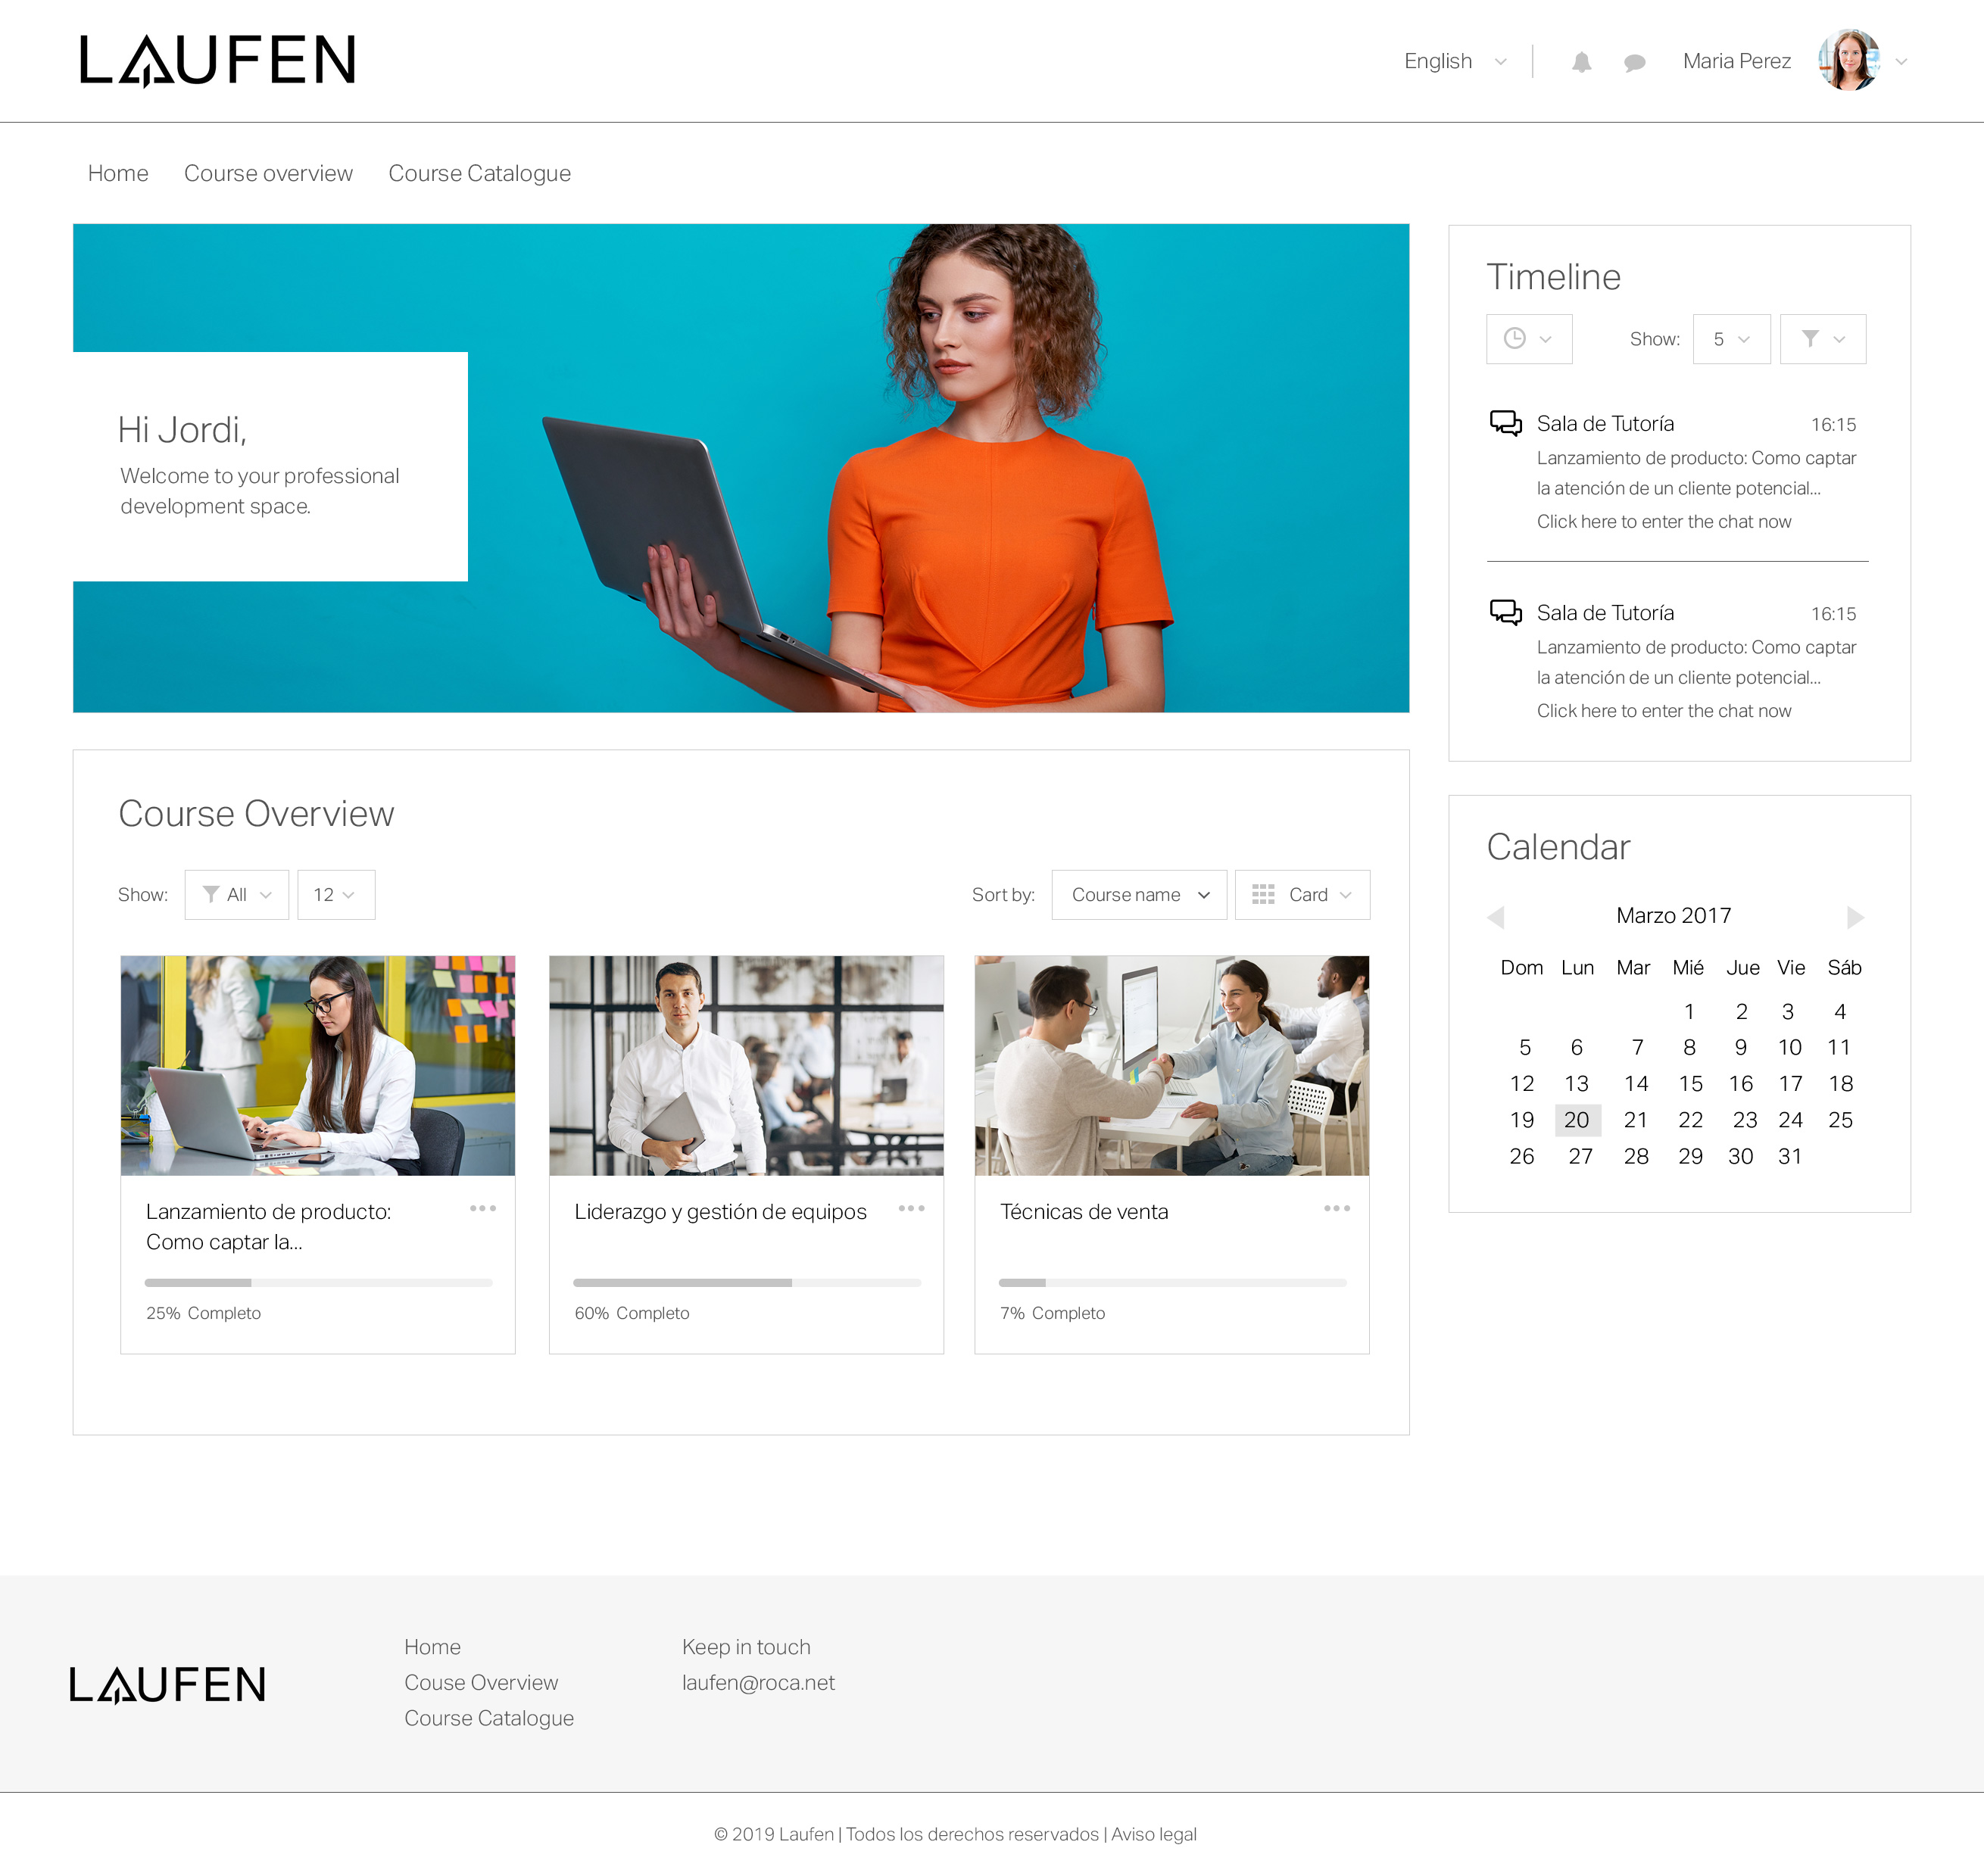 LAUFEN
English
Maria Perez
Home Course overview Course Catalogue
Hi Jordi,
Welcome to your professional
development space.
Timeline
Show: 5
Sala de Tutoría 16:15
Lanzamiento de producto: Como captar
la atención de un cliente potencial...
Click here to enter the chat now
Sala de Tutoría 16:15
Lanzamiento de producto: Como captar
la atención de un cliente potencial...
Click here to enter the chat now
Course Overview
Show: All 12
Sort by: Course name Card
Lanzamiento de producto:
Como captar la...
25% Completo
Liderazgo y gestión de equipos
60% Completo
Técnicas de venta
7% Completo
Calendar
Marzo 2017
Dom Lun Mar Mié Jue Vie Sáb
1 2 3 4
5 6 7 8 9 10 11
12 13 14 15 16 17 18
19 20 21 22 23 24 25
26 27 28 29 30 31
LAUFEN
Home
Couse Overview
Course Catalogue
Keep in touch
laufen@roca.net
© 2019 Laufen | Todos los derechos reservados | Aviso legal